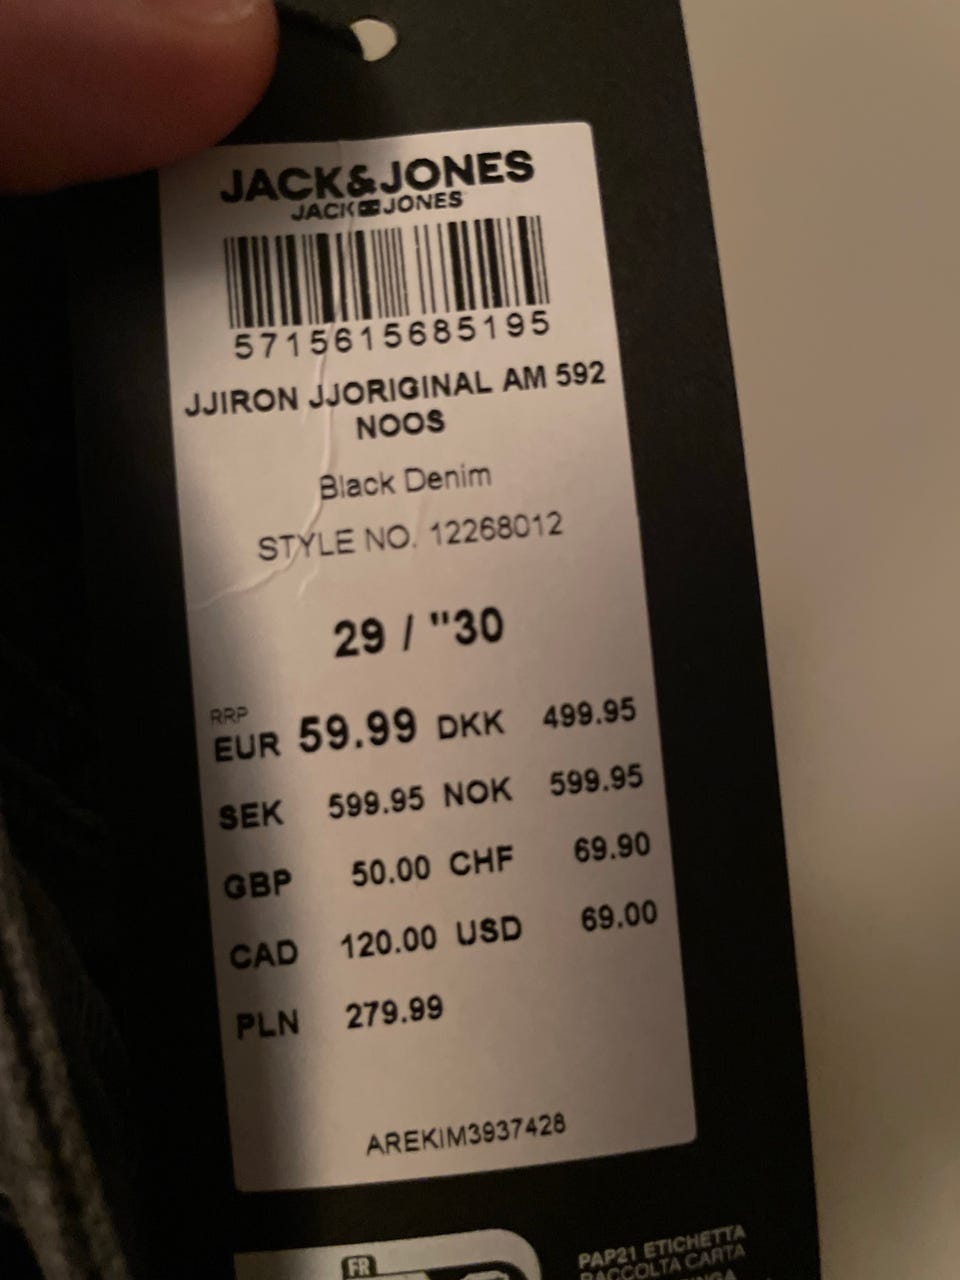 JACK&JONES
JACK JONES
5715615685195
JJIRON JJORIGINAL AM 592
NOOS
Black Denim
STYLE NO. 12268012
29 / "30
RRP
EUR 59.99 DKK 499.95
SEK 599.95 NOK 599.95
GBP 50.00 CHF 69.90
CAD 120.00 USD 69.00
PLN 279.99
AREKIM3937428
FR
PAP21 ETICHETTA
RACCOLTA CARTA